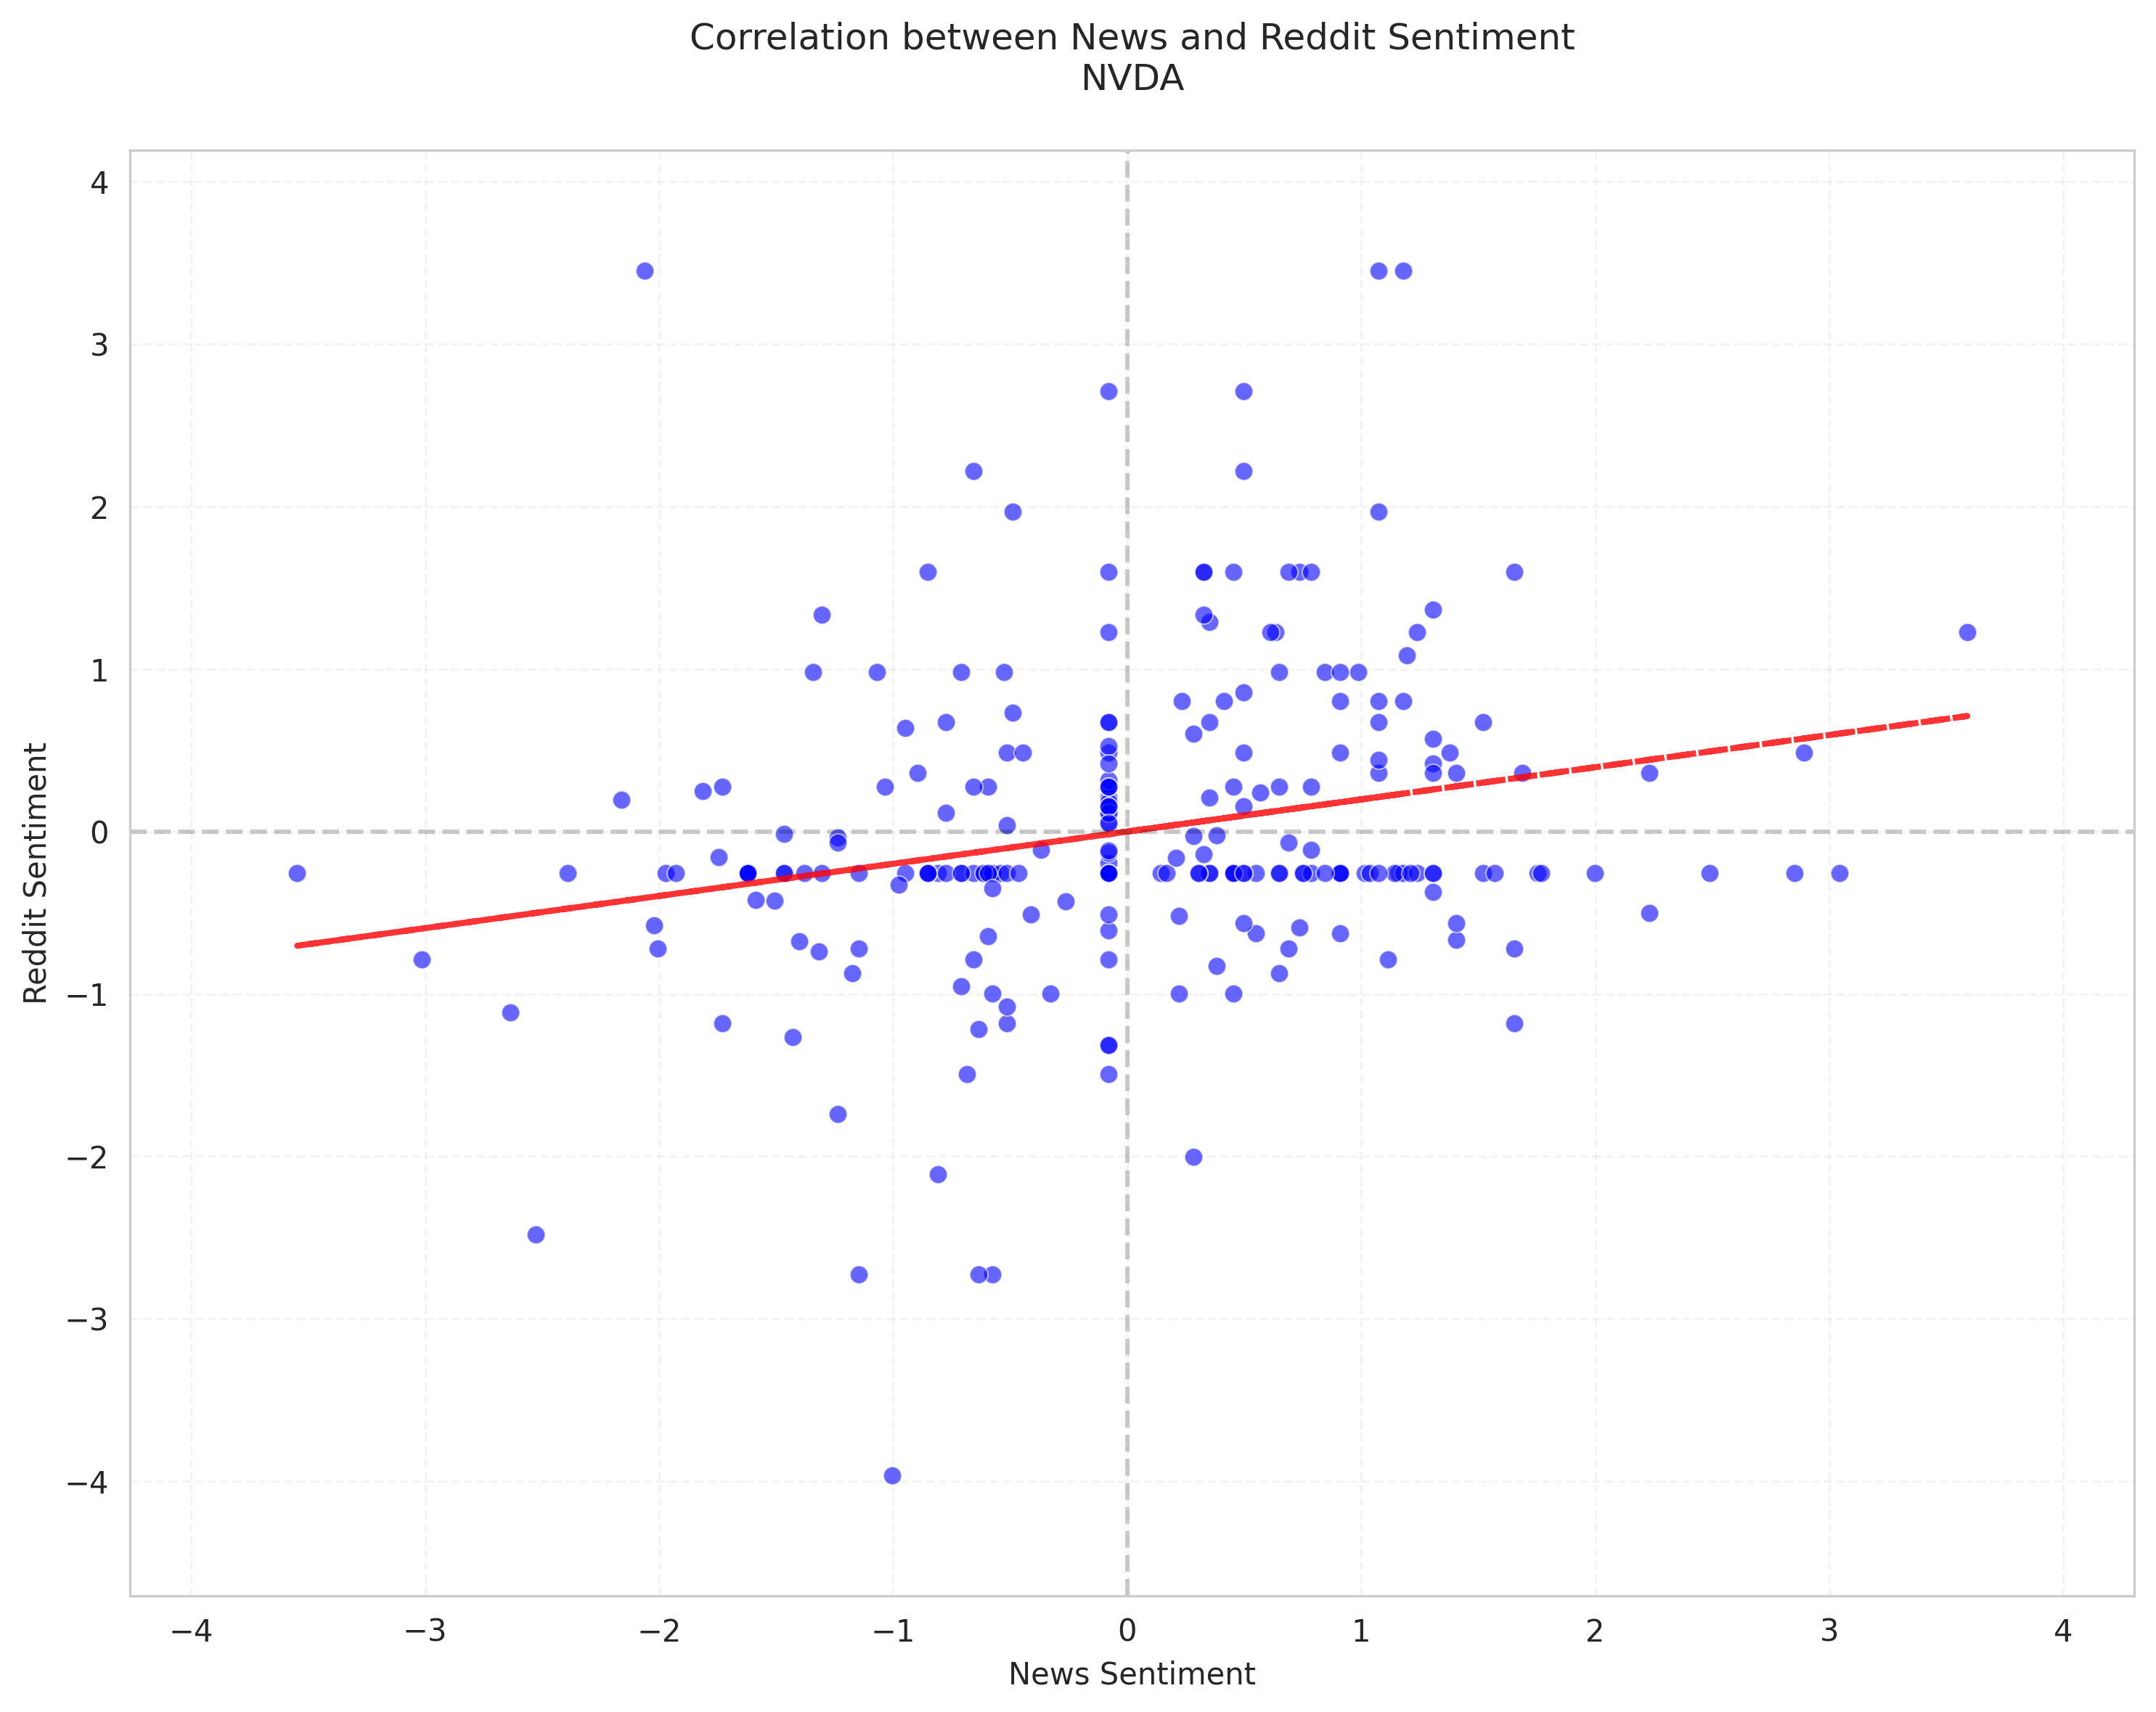 Correlation between News and Reddit Sentiment
NVDA
Reddit Sentiment
4
3
2
1
0
−1
−2
−3
−4
−4 −3 −2 −1 0 1 2 3 4
News Sentiment